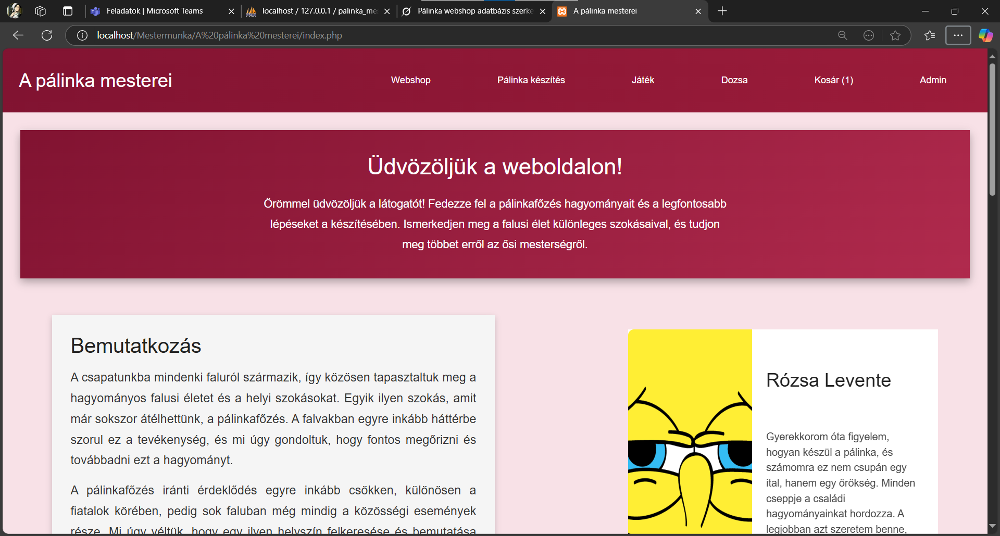 Feladatok | Microsoft Teams
localhost / 127.0.0.1 / palinka_me
Pálinka webshop adatbázis szerke
A pálinka mesterei
localhost/Mestermunka/A%20pálinka%20mesterei/index.php
A pálinka mesterei
Webshop
Pálinka készítés
Játék
Dozsa
Kosár (1)
Admin
Üdvözöljük a weboldalon!
Örömmel üdvözöljük a látogatót! Fedezze fel a pálinkafőzés hagyományait és a legfontosabb
lépéseket a készítésében. Ismerkedjen meg a falusi élet különleges szokásaival, és tudjon
meg többet erről az ősi mesterségről.
Bemutatkozás
A csapatunkba mindenki faluról származik, így közösen tapasztaltuk meg a
hagyományos falusi életet és a helyi szokásokat. Egyik ilyen szokás, amit
már sokszor átélhettünk, a pálinkafőzés. A falvakban egyre inkább háttérbe
szorul ez a tevékenység, és mi úgy gondoltuk, hogy fontos megőrizni és
továbbadni ezt a hagyományt.
A pálinkafőzés iránti érdeklődés egyre inkább csökken, különösen a
fiatalok körében, pedig sok faluban még mindig a közösségi események
része. Mi úgy véltük, hogy egy ilyen helyszín felkeresése és bemutatása
Rózsa Levente
Gyerekkorom óta figyelem,
hogyan készül a pálinka, és
számomra ez nem csupán egy
ital, hanem egy örökség. Minden
cseppje a családi
hagyományainkat hordozza. A
legjobban azt szeretem benne,